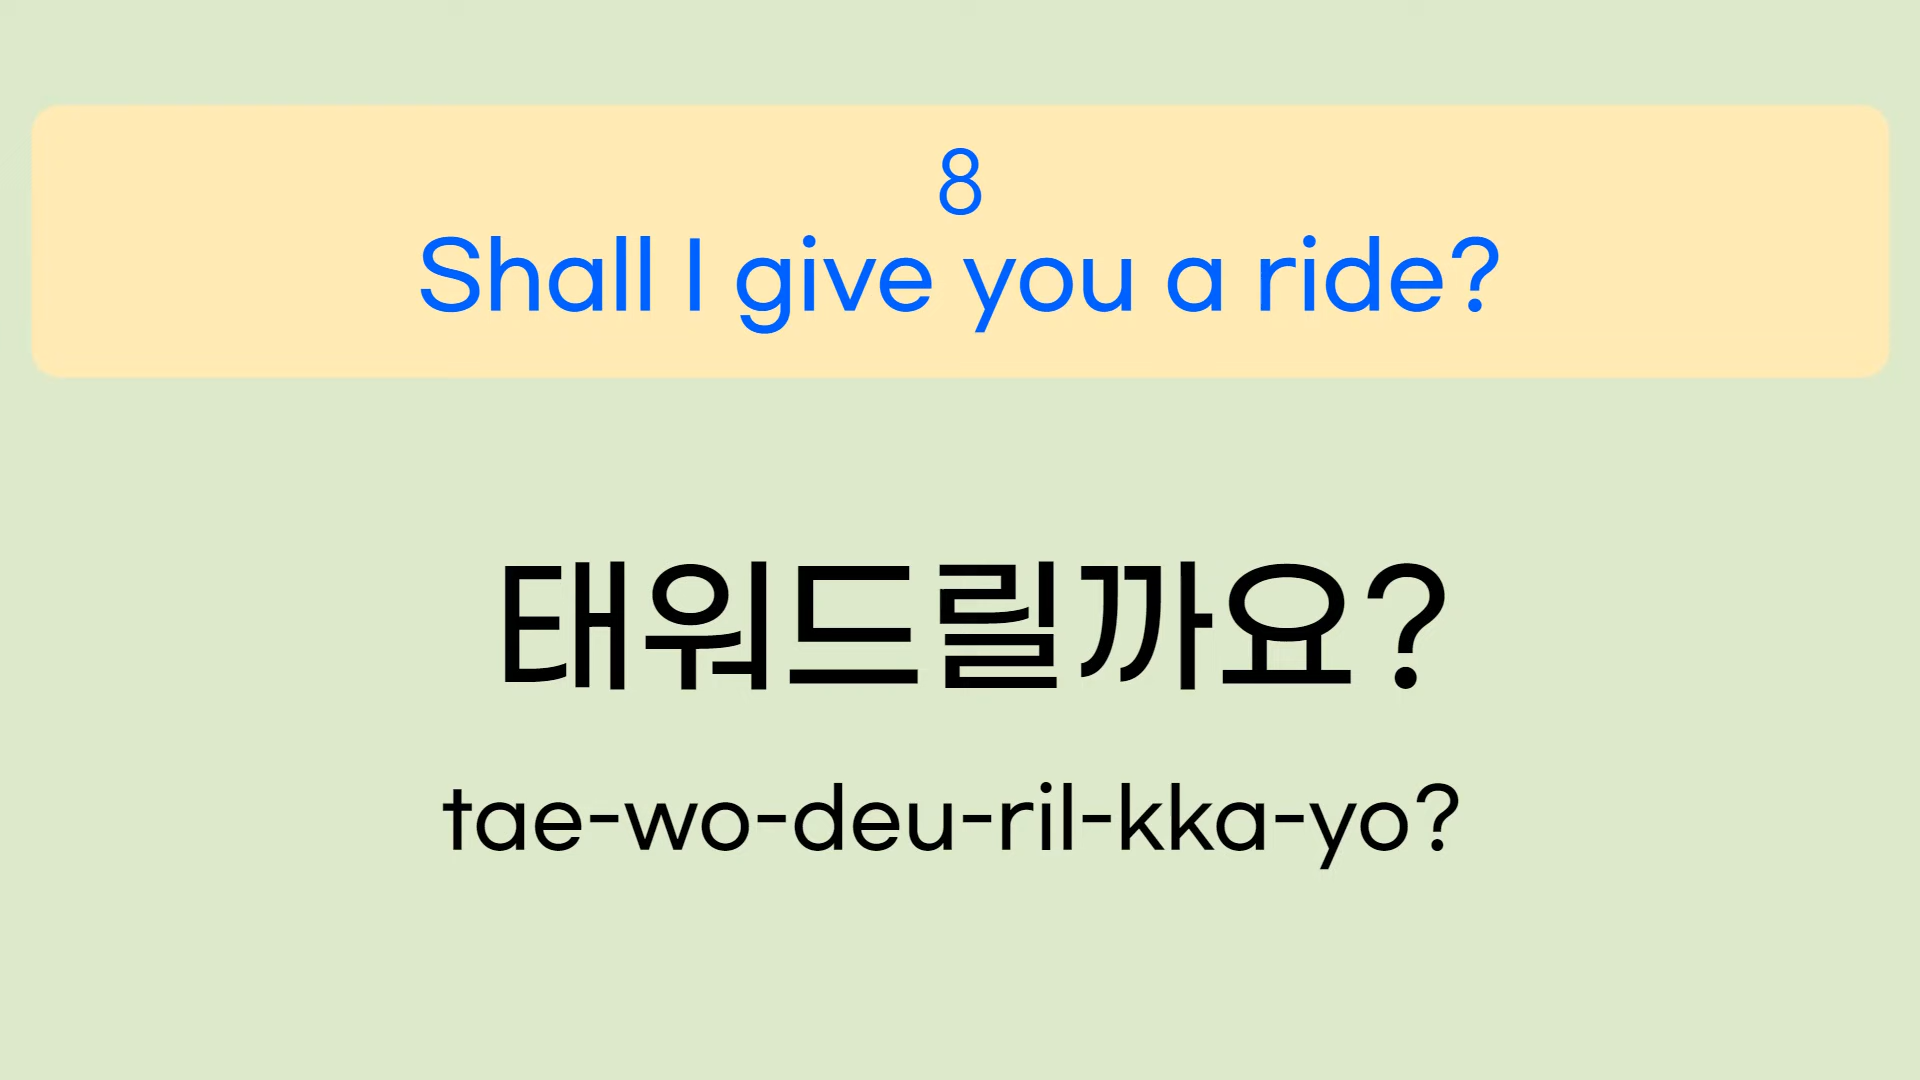 8
Shall I give you a ride?
태워드릴까요?
tae-wo-deu-ril-kka-yo?